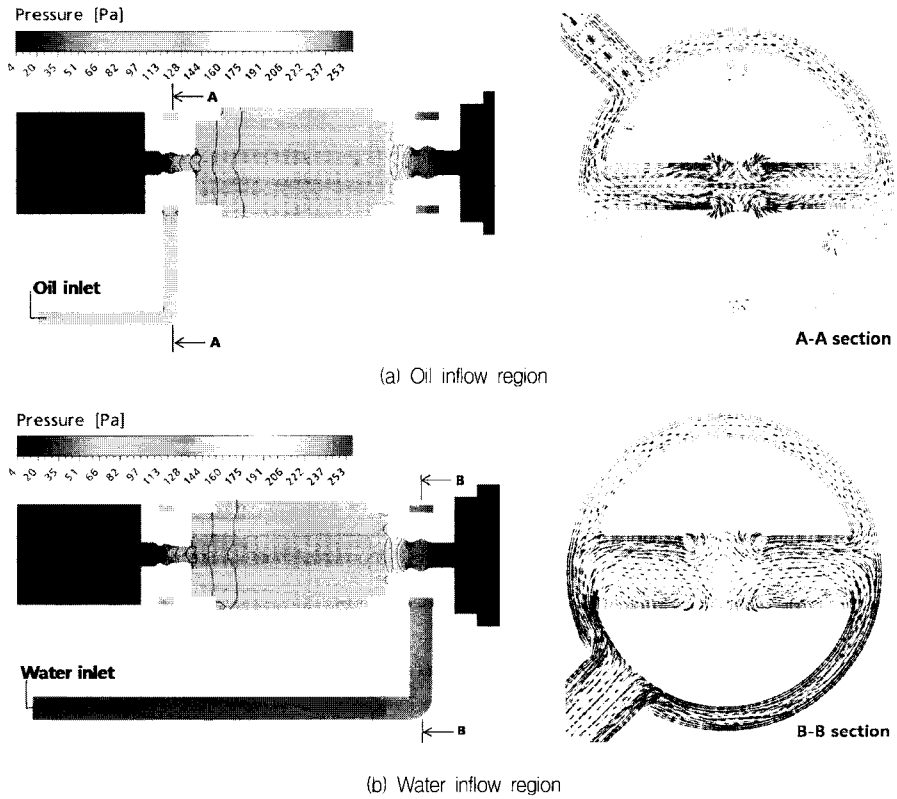 Pressure [Pa]
4 20 35 51 66 82 97 113 128 144 160 175 191 206 222 237 253
A
Oil inlet
A
A-A section
(a) Oil inflow region
Pressure [Pa]
4 20 35 51 66 82 97 113 128 144 160 175 191 206 222 237 253
B
Water inlet
B
B-B section
(b) Water inflow region